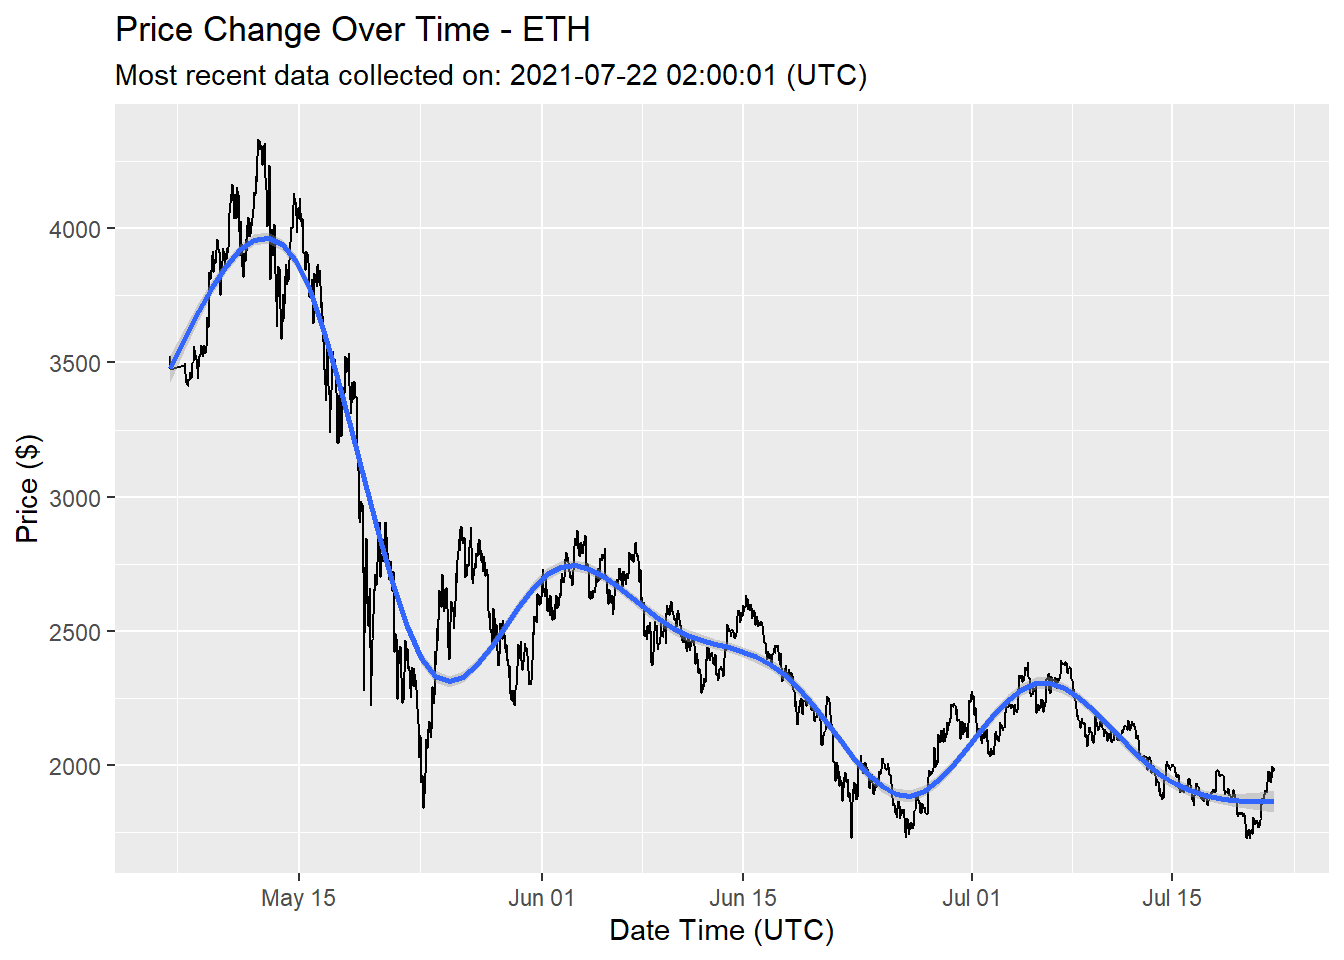 Price Change Over Time - ETH
Most recent data collected on: 2021-07-22 02:00:01 (UTC)
Price ($)
4000
3500
3000
2500
2000
May 15
Jun 01
Jun 15
Jul 01
Jul 15
Date Time (UTC)